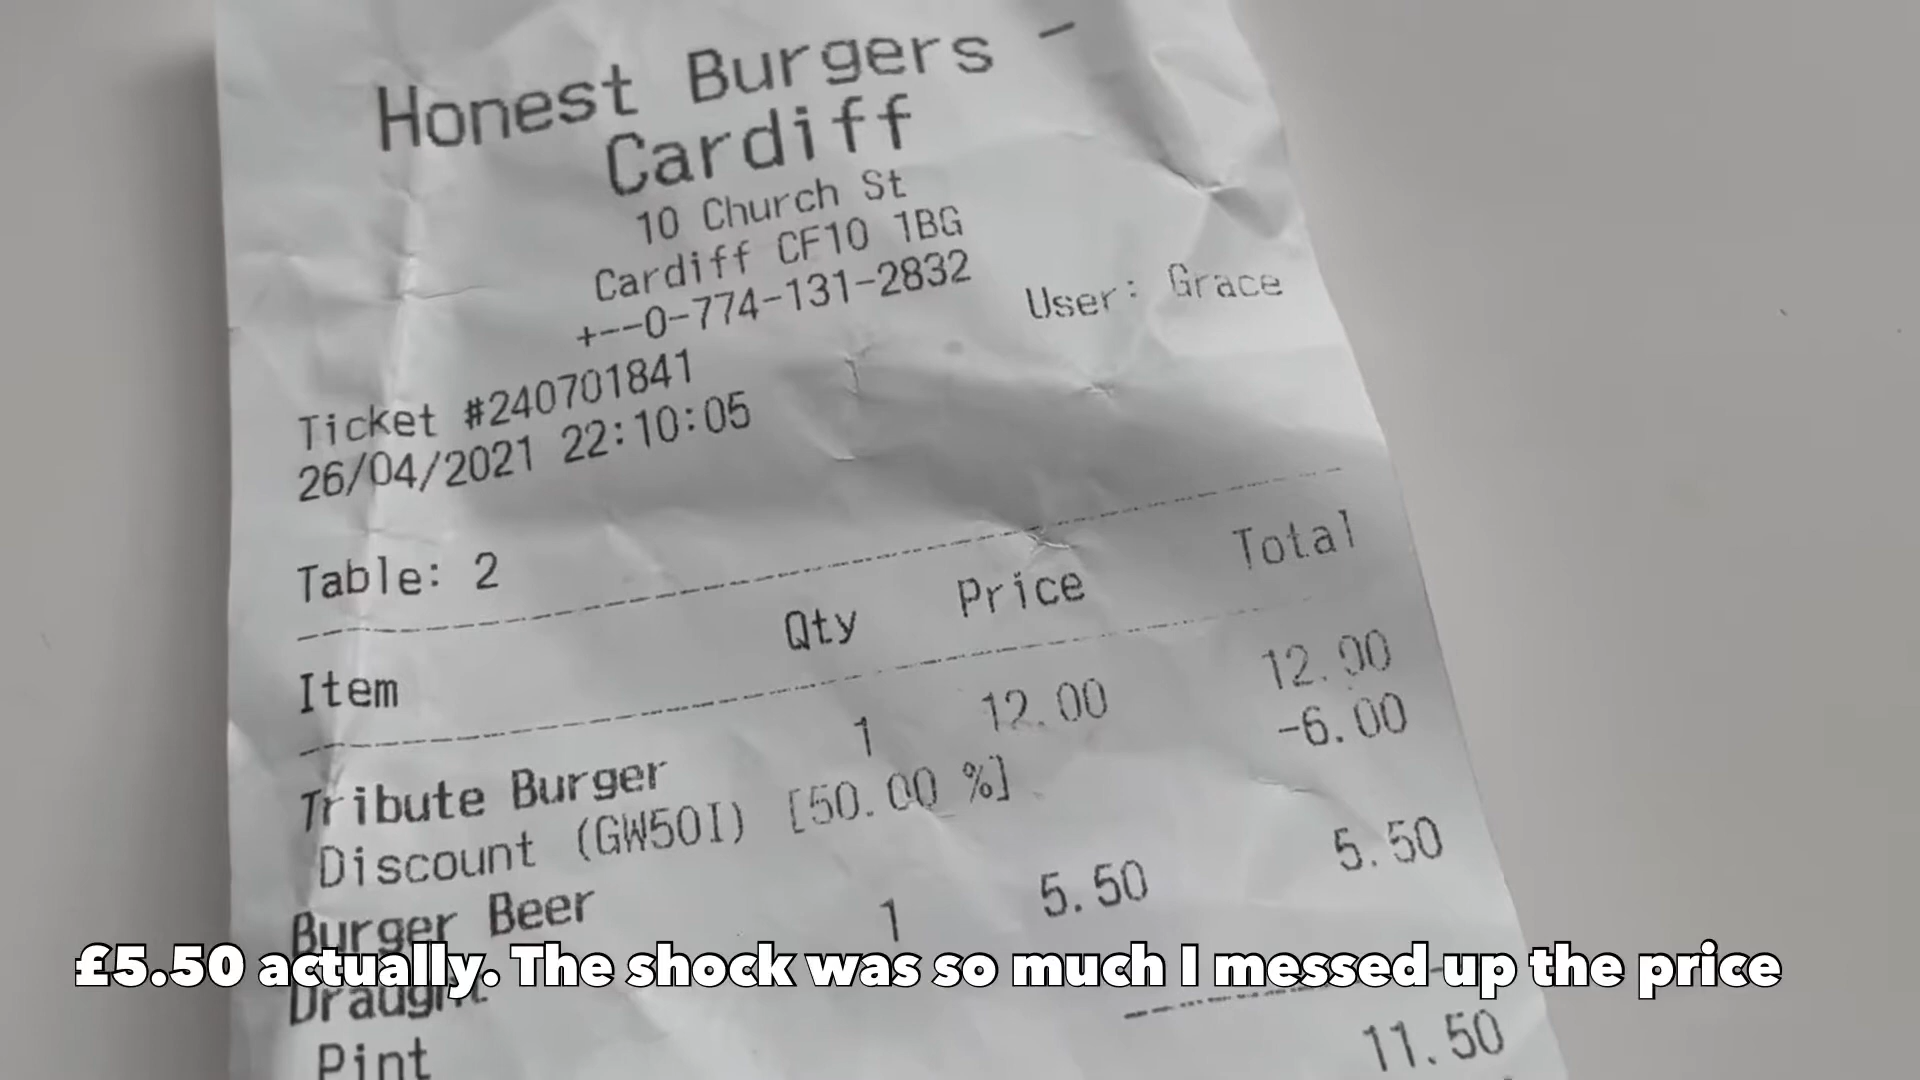 Honest Burgers -
Cardiff
10 Church St
Cardiff CF10 1BG
+--0-774-131-2832
User: Grace
Ticket #240701841
26/04/2021 22:10:05
Table: 2
Item Qty Price Total
Tribute Burger 1 12.00 12.00
Discount (GW50I) [50.00 %] -6.00
Burger Beer 1 5.50 5.50
Draught
Pint
£5.50 actually. The shock was so much I messed up the price
11.50